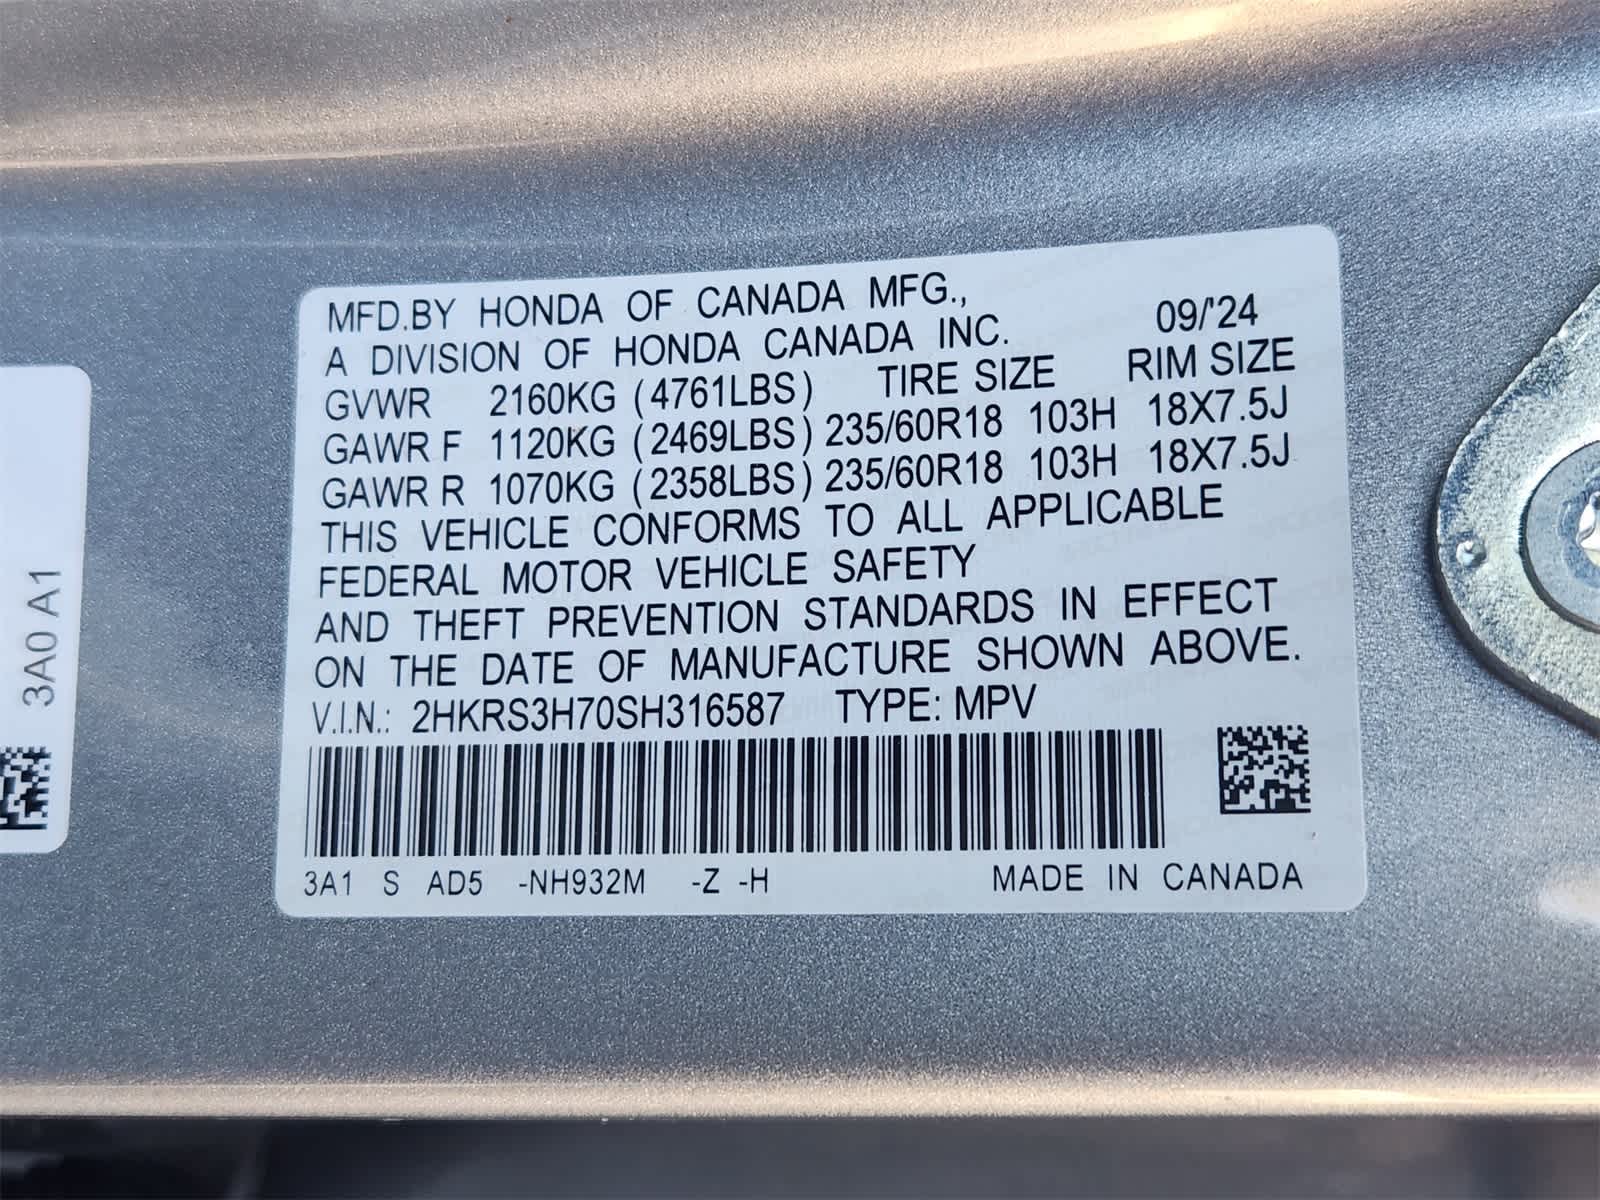 MFD.BY HONDA OF CANADA MFG.,
A DIVISION OF HONDA CANADA INC. 09/'24
GVWR 2160KG (4761LBS) TIRE SIZE RIM SIZE
GAWR F 1120KG (2469LBS) 235/60R18 103H 18X7.5J
GAWR R 1070KG (2358LBS) 235/60R18 103H 18X7.5J
THIS VEHICLE CONFORMS TO ALL APPLICABLE
FEDERAL MOTOR VEHICLE SAFETY
AND THEFT PREVENTION STANDARDS IN EFFECT
ON THE DATE OF MANUFACTURE SHOWN ABOVE.
V.I.N.: 2HKRS3H70SH316587 TYPE: MPV
3A1 S AD5 -NH932M -Z -H MADE IN CANADA
3A0 A1